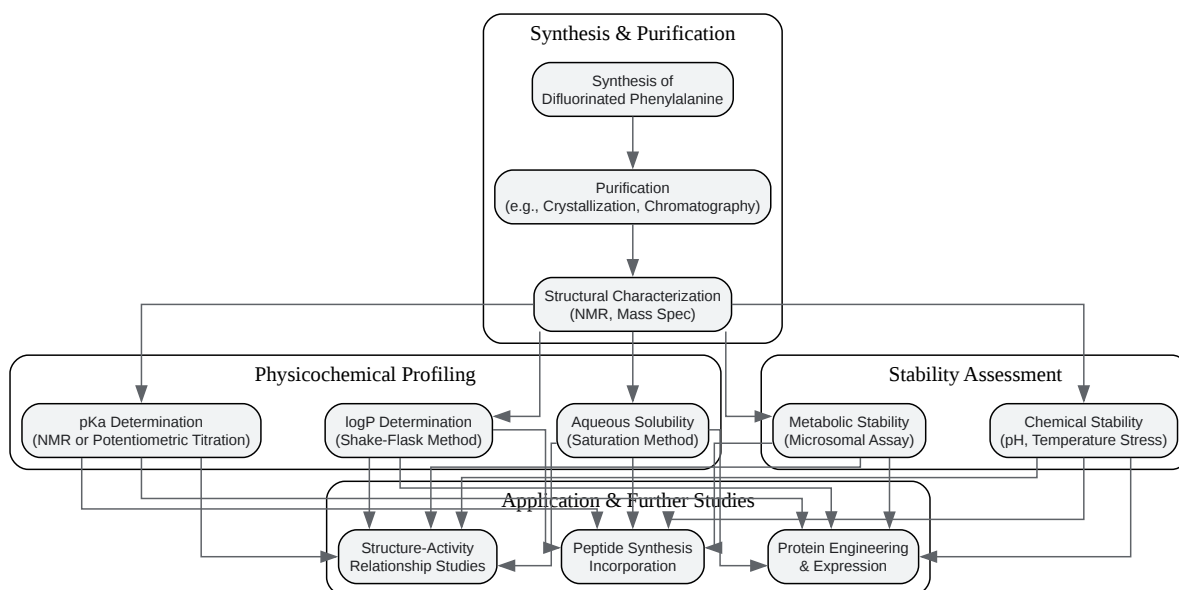 Synthesis & Purification
Synthesis of
Difluorinated Phenylalanine
Purification
(e.g., Crystallization, Chromatography)
Structural Characterization
(NMR, Mass Spec)
Physicochemical Profiling
Stability Assessment
pKa Determination
(NMR or Potentiometric Titration)
logP Determination
(Shake-Flask Method)
Aqueous Solubility
(Saturation Method)
Metabolic Stability
(Microsomal Assay)
Chemical Stability
(pH, Temperature Stress)
Application & Further Studies
Structure-Activity
Relationship Studies
Peptide Synthesis
Incorporation
Protein Engineering
& Expression